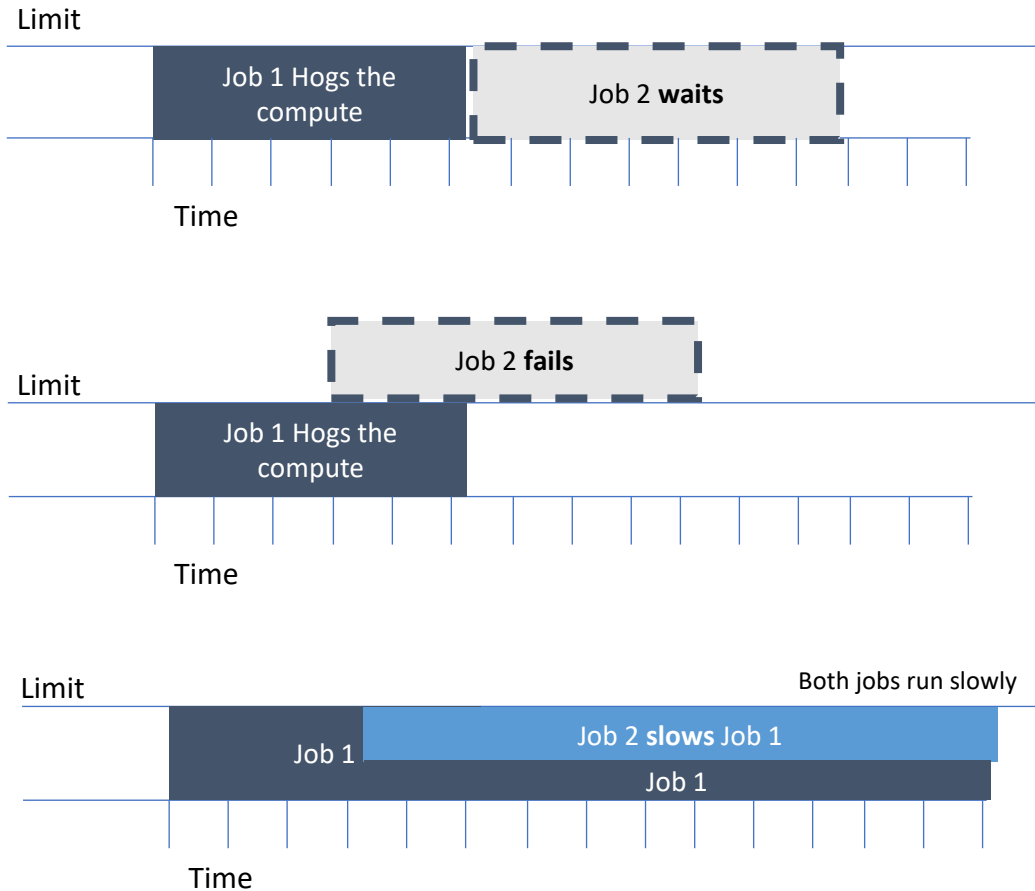 Limit
Job 1 Hogs the
compute
Job 2 waits
Time
Job 2 fails
Limit
Job 1 Hogs the
compute
Time
Both jobs run slowly
Limit
Job 2 slows Job 1
Job 1
Job 1
Time